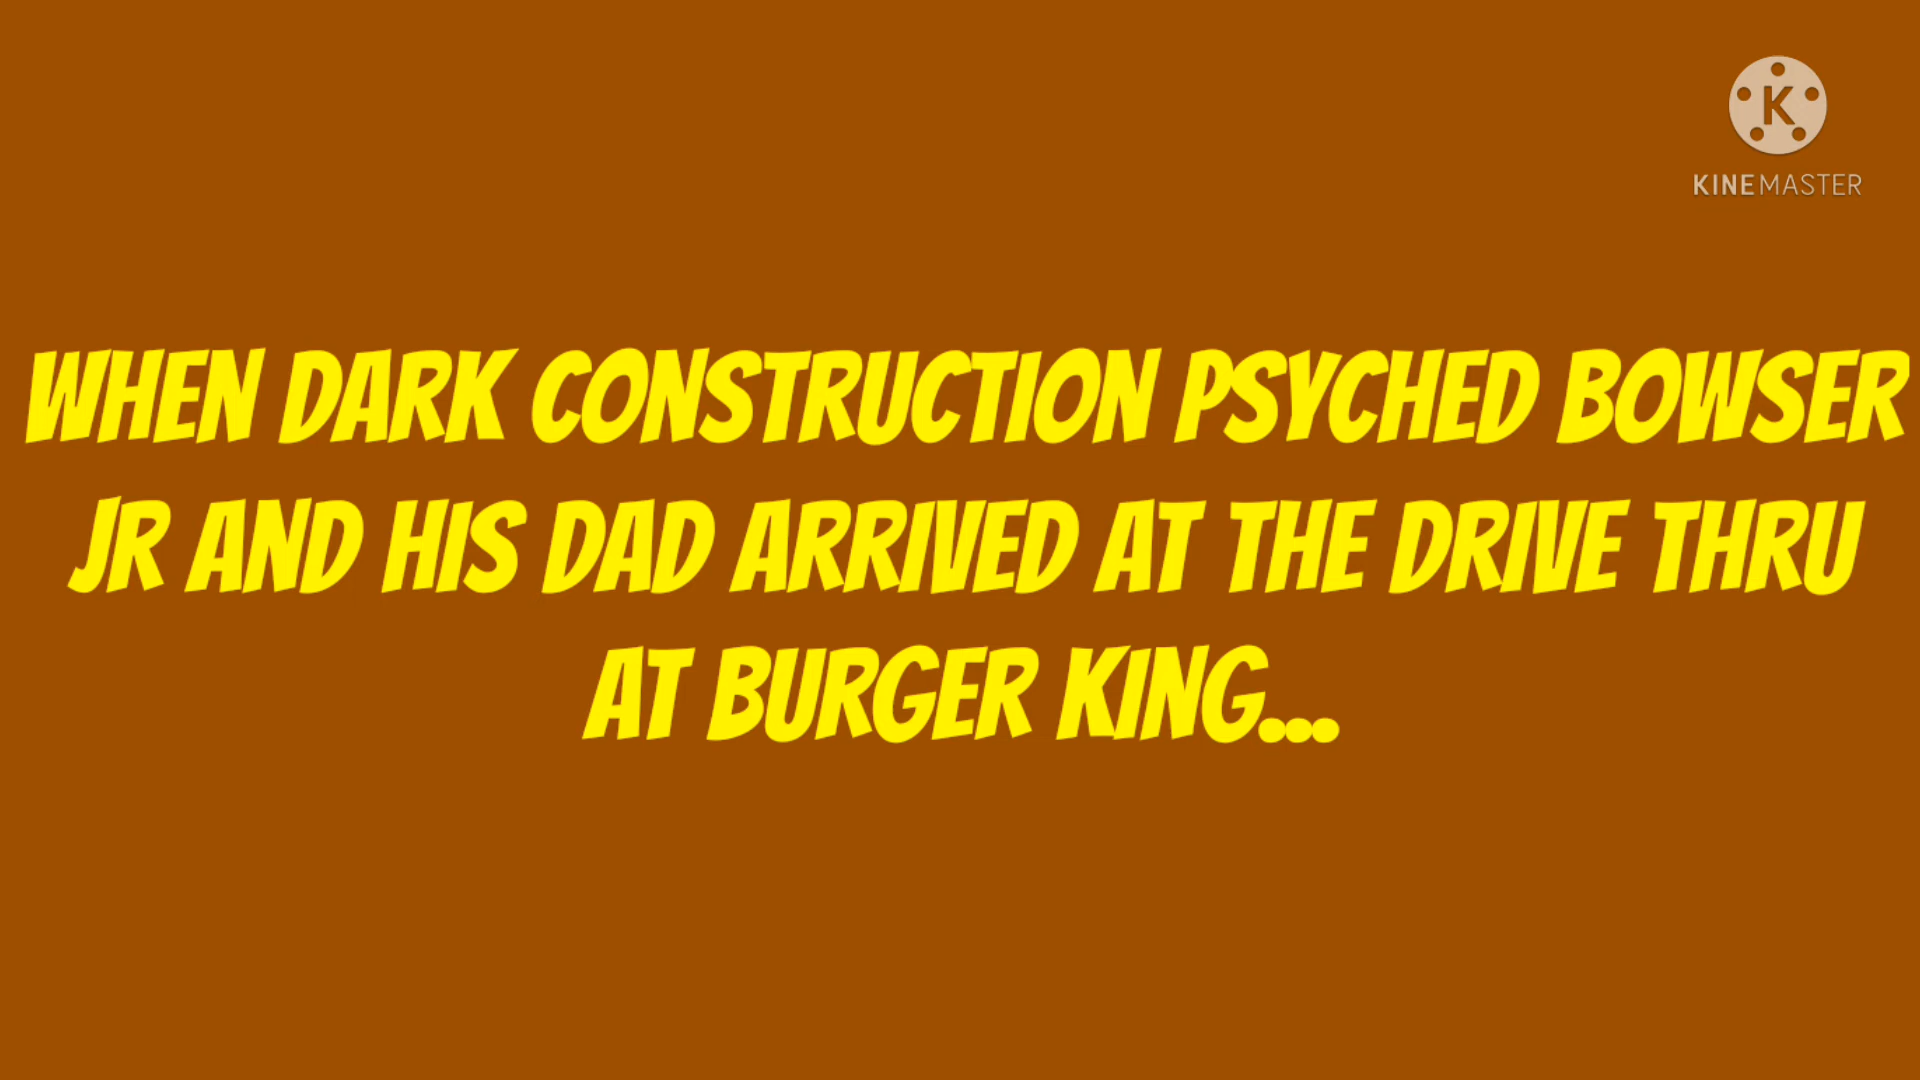 K
KINEMASTER
WHEN DARK CONSTRUCTION PSYCHED BOWSER
JR AND HIS DAD ARRIVED AT THE DRIVE THRU
AT BURGER KING...